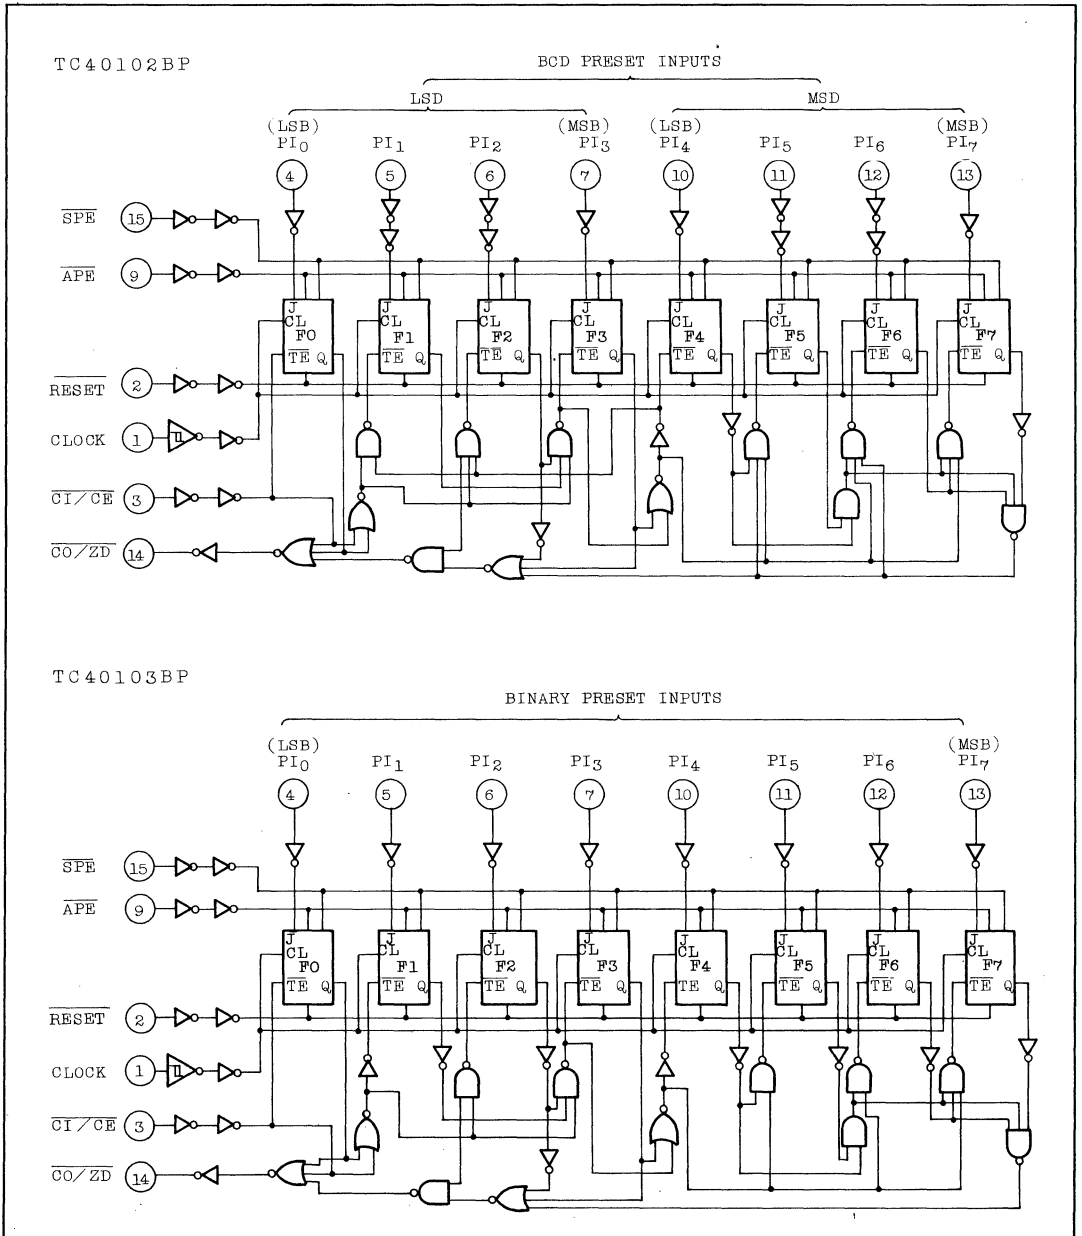 TC40102BP
BCD PRESET INPUTS
LSD MSD
(LSB) (MSB) (LSB) (MSB)
PI0 PI1 PI2 PI3 PI4 PI5 PI6 PI7
4 5 6 7 10 11 12 13
SPE 15
APE 9
J J J J J J J J
CL CL CL CL CL CL CL CL
F0 F1 F2 F3 F4 F5 F6 F7
TE Q TE Q TE Q TE Q TE Q TE Q TE Q TE Q
RESET 2
CLOCK 1
CI/CE 3
CO/ZD 14
TC40103BP
BINARY PRESET INPUTS
(LSB) (MSB)
PI0 PI1 PI2 PI3 PI4 PI5 PI6 PI7
4 5 6 7 10 11 12 13
SPE 15
APE 9
J J J J J J J J
CL CL CL CL CL CL CL CL
F0 F1 F2 F3 F4 F5 F6 F7
TE Q TE Q TE Q TE Q TE Q TE Q TE Q TE Q
RESET 2
CLOCK 1
CI/CE 3
CO/ZD 14